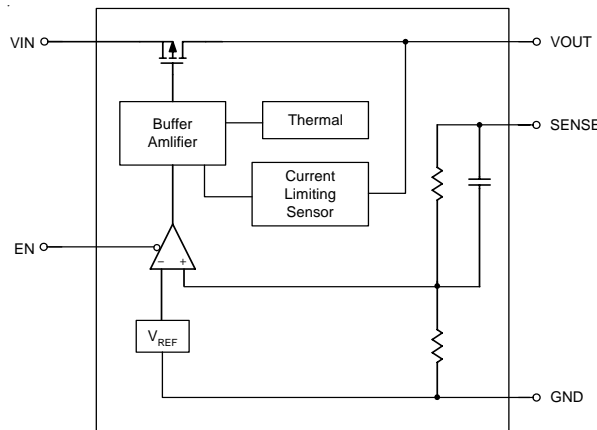 VIN
VOUT
Buffer
Amlifier
Thermal
SENSE
Current
Limiting
Sensor
EN
− +
VREF
GND